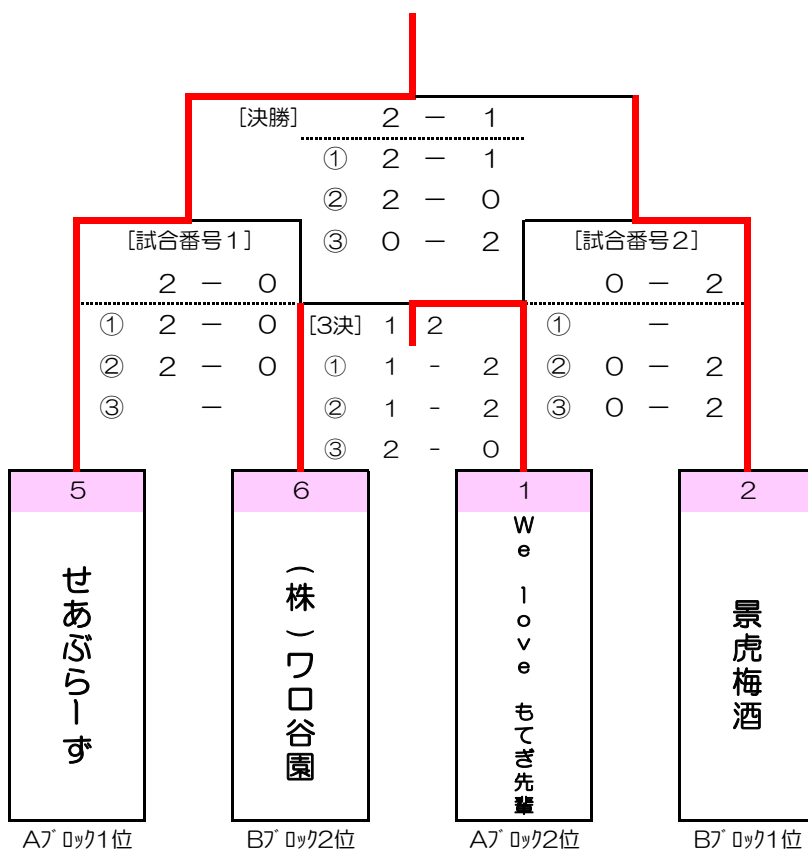 [決勝] 2 － 1
① 2 － 1
② 2 － 0
③ 0 － 2
[試合番号1]
2 － 0
① 2 － 0
② 2 － 0
③ －
[3決] 1 2
① 1 - 2
② 1 - 2
③ 2 - 0
[試合番号2]
0 － 2
① －
② 0 － 2
③ 0 － 2
5
せあぶらーず
Aﾌﾞﾛｯｸ1位
6
（株）ワロ谷園
Bﾌﾞﾛｯｸ2位
1
We love もてぎ先輩
Aﾌﾞﾛｯｸ2位
2
景虎梅酒
Bﾌﾞﾛｯｸ1位